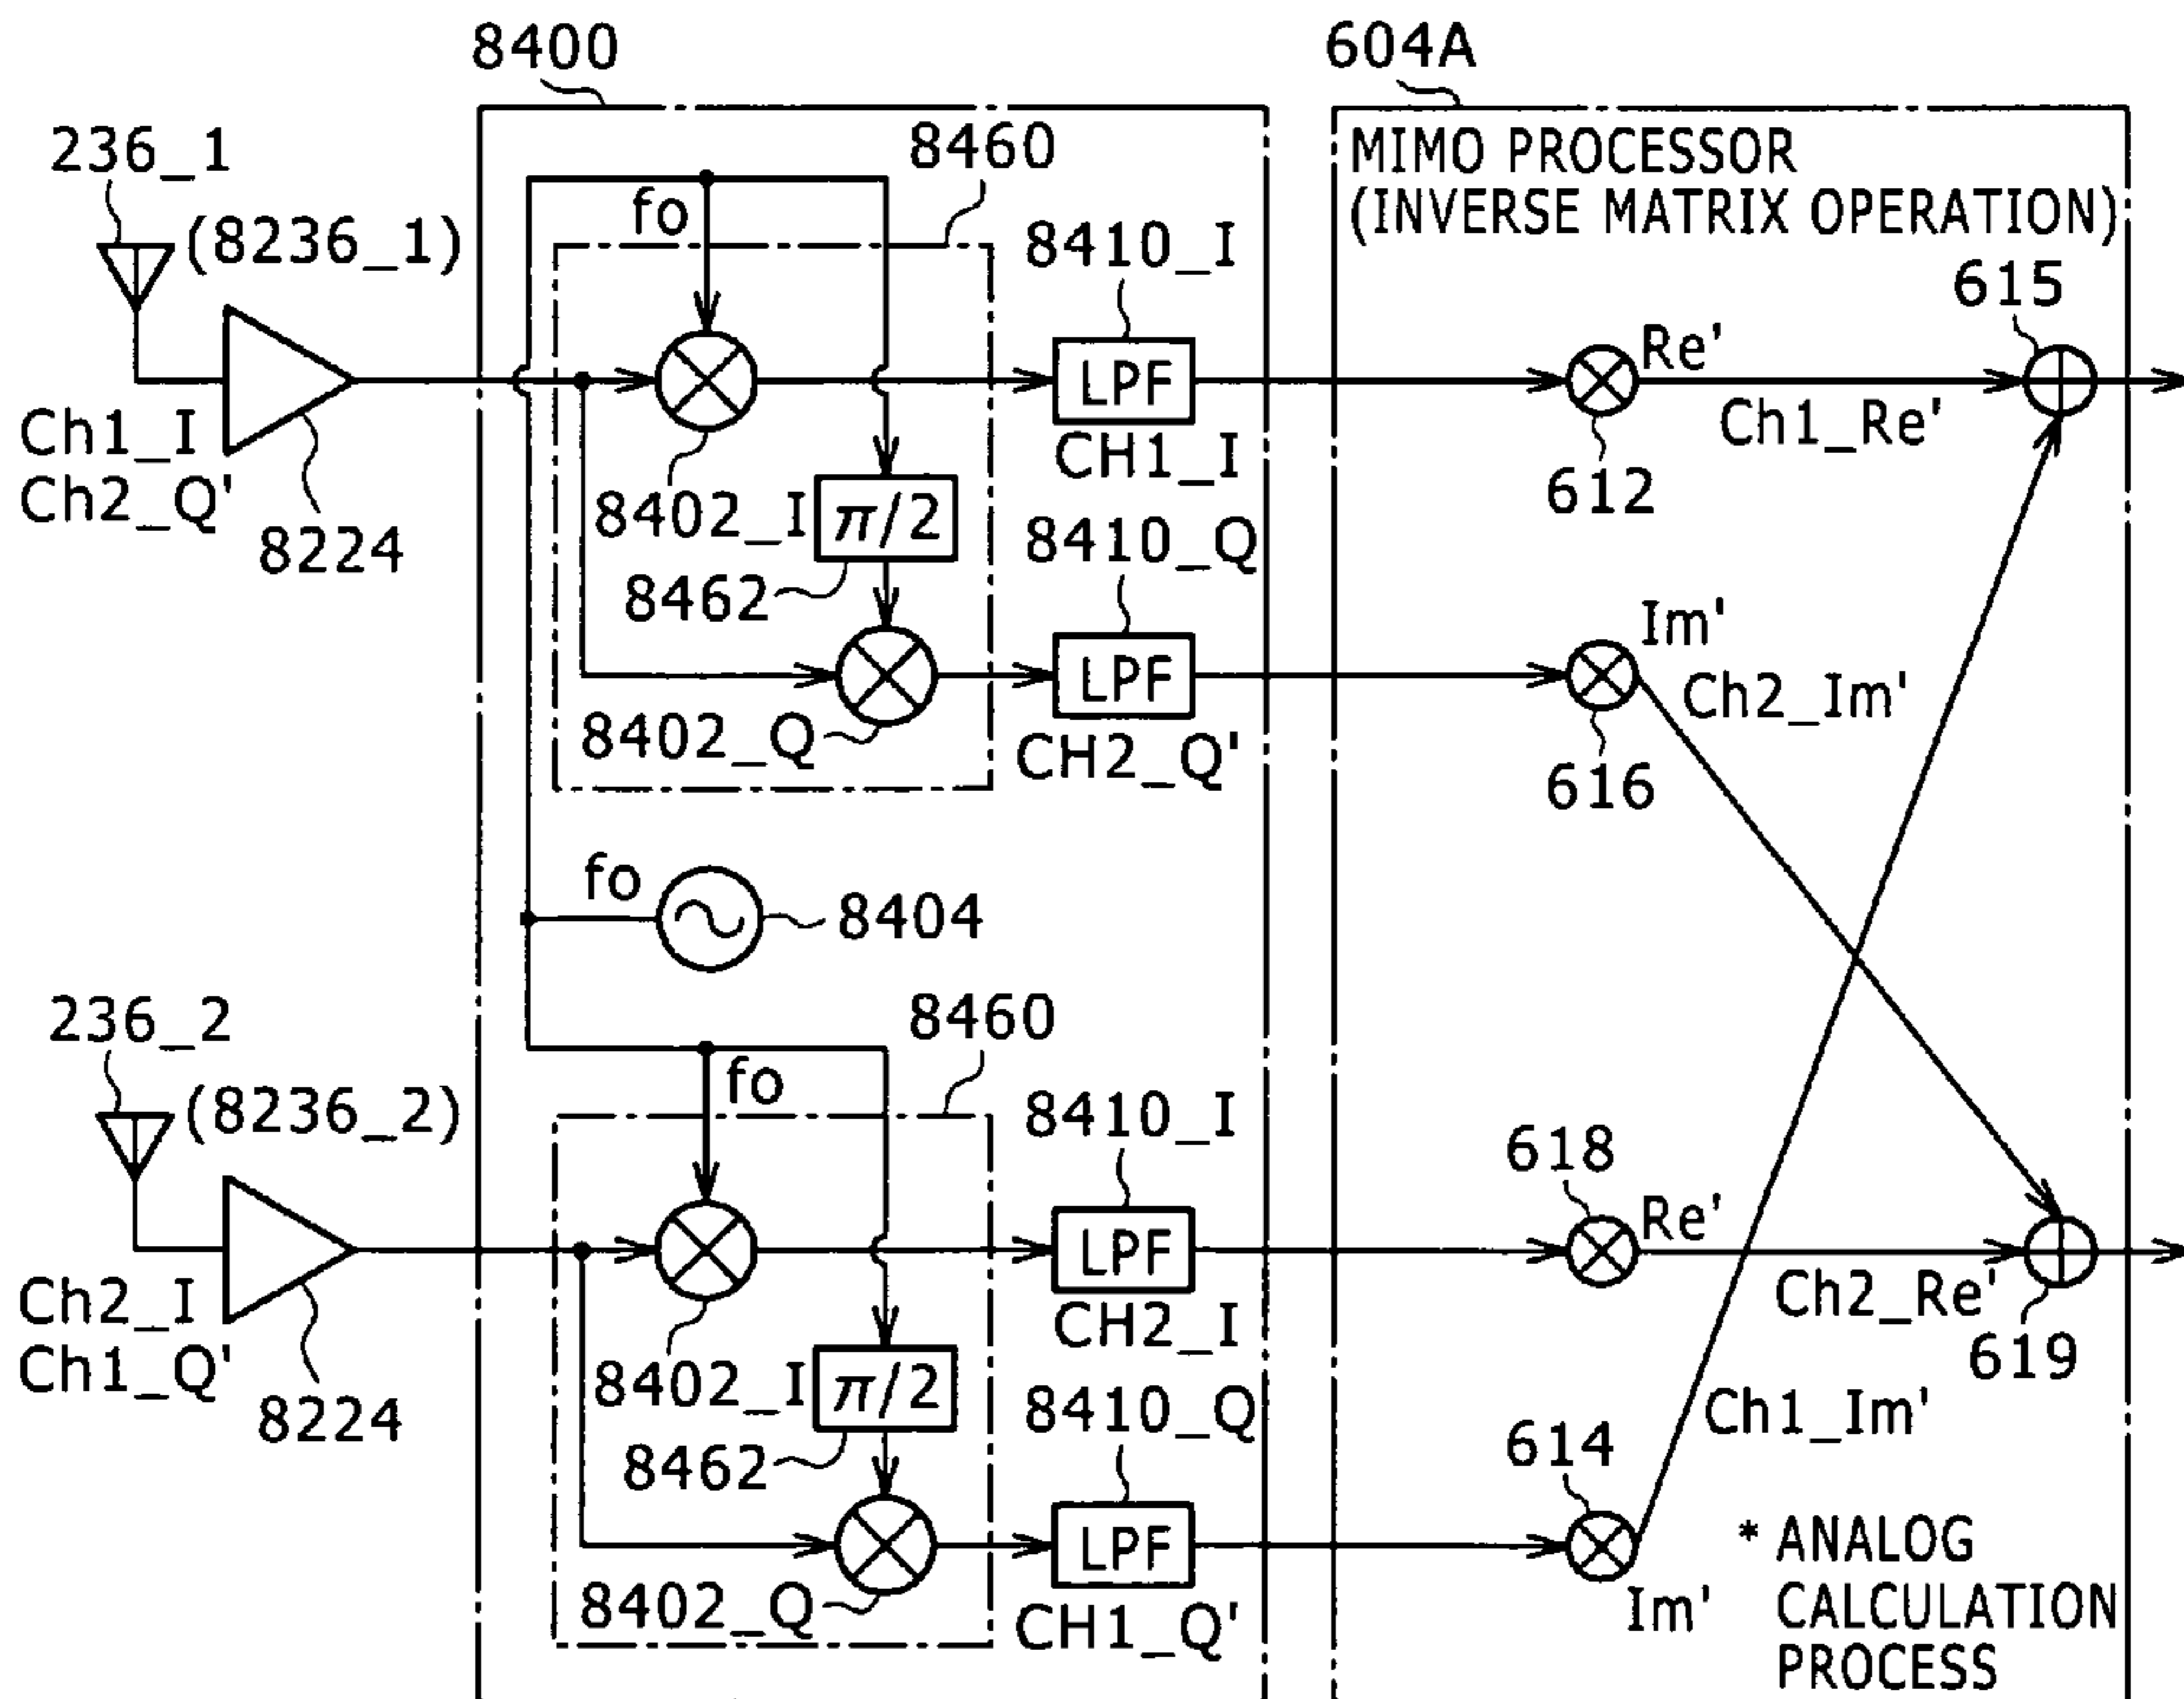 8400
604A
236_1
(8236_1)
8460
fo
8410_I
MIMO PROCESSOR
(INVERSE MATRIX OPERATION)
615
LPF
Re'
Ch1_I
Ch2_Q'
8224
CH1_I
Ch1_Re'
612
8402_I
π/2
8462
8410_Q
LPF
Im'
Ch2_Im'
8402_Q
CH2_Q'
616
fo
8404
236_2
(8236_2)
8460
fo
8410_I
618
LPF
Re'
Ch2_I
Ch1_Q'
8224
CH2_I
Ch2_Re'
619
8402_I
π/2
8462
8410_Q
Ch1_Im'
614
LPF
8402_Q
CH1_Q'
Im'
* ANALOG
CALCULATION
PROCESS